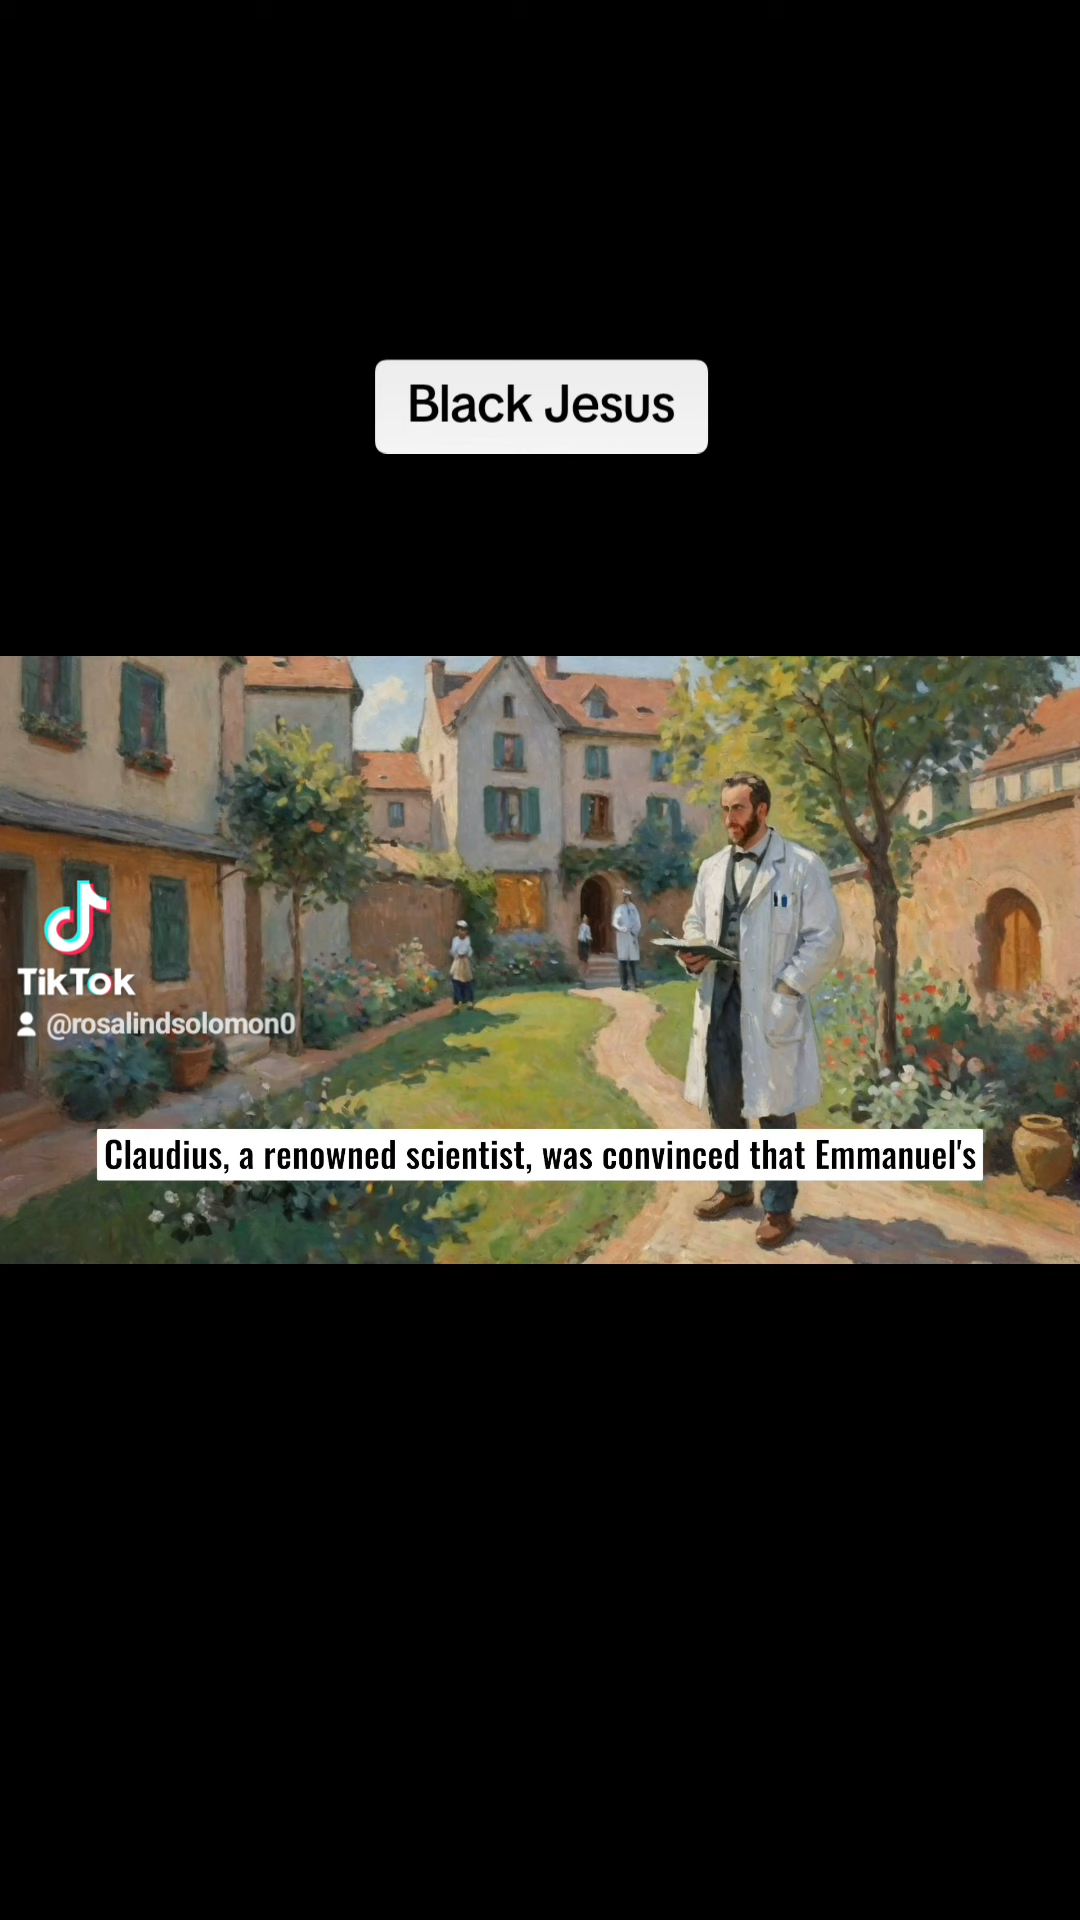 Black Jesus
TikTok
@rosalindsolomon0
Claudius, a renowned scientist, was convinced that Emmanuel's